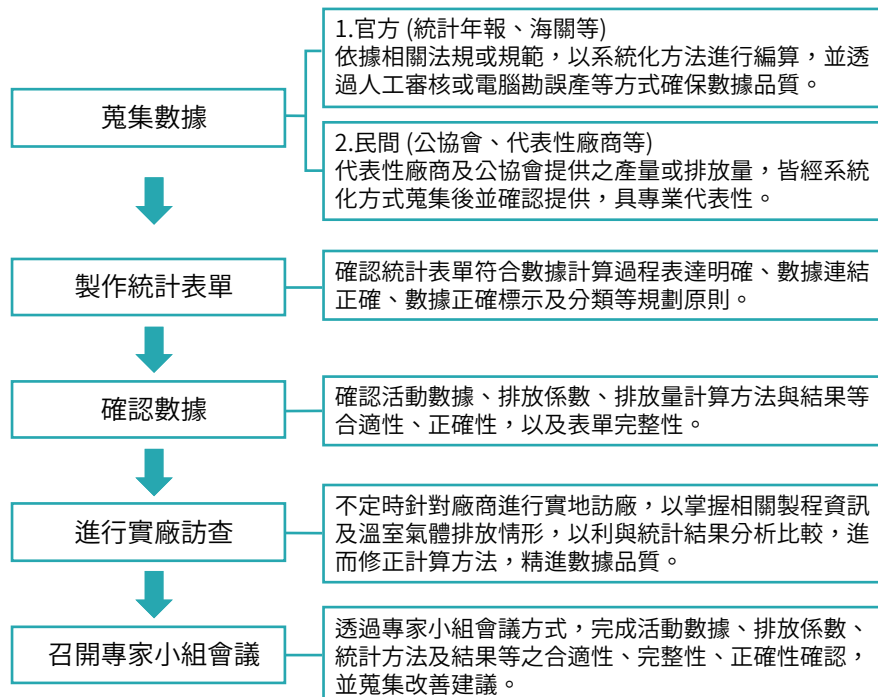 蒐集數據
1.官方 (統計年報、海關等)
依據相關法規或規範，以系統化方法進行編算，並透
過人工審核或電腦勘誤產等方式確保數據品質。
2.民間 (公協會、代表性廠商等)
代表性廠商及公協會提供之產量或排放量，皆經系統
化方式蒐集後並確認提供，具專業代表性。
製作統計表單
確認統計表單符合數據計算過程表達明確、數據連結
正確、數據正確標示及分類等規劃原則。
確認數據
確認活動數據、排放係數、排放量計算方法與結果等
合適性、正確性，以及表單完整性。
進行實廠訪查
不定時針對廠商進行實地訪廠，以掌握相關製程資訊
及溫室氣體排放情形，以利與統計結果分析比較，進
而修正計算方法，精進數據品質。
召開專家小組會議
透過專家小組會議方式，完成活動數據、排放係數、
統計方法及結果等之合適性、完整性、正確性確認，
並蒐集改善建議。